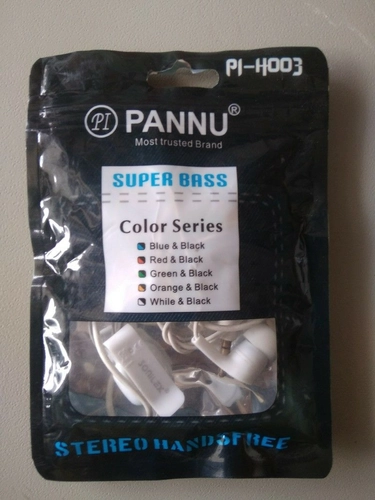 PI-H003
PI PANNU®
Most trusted Brand
SUPER BASS
Color Series
Blue & Black
Red & Black
Green & Black
Orange & Black
White & Black
STEREO HANDSFREE